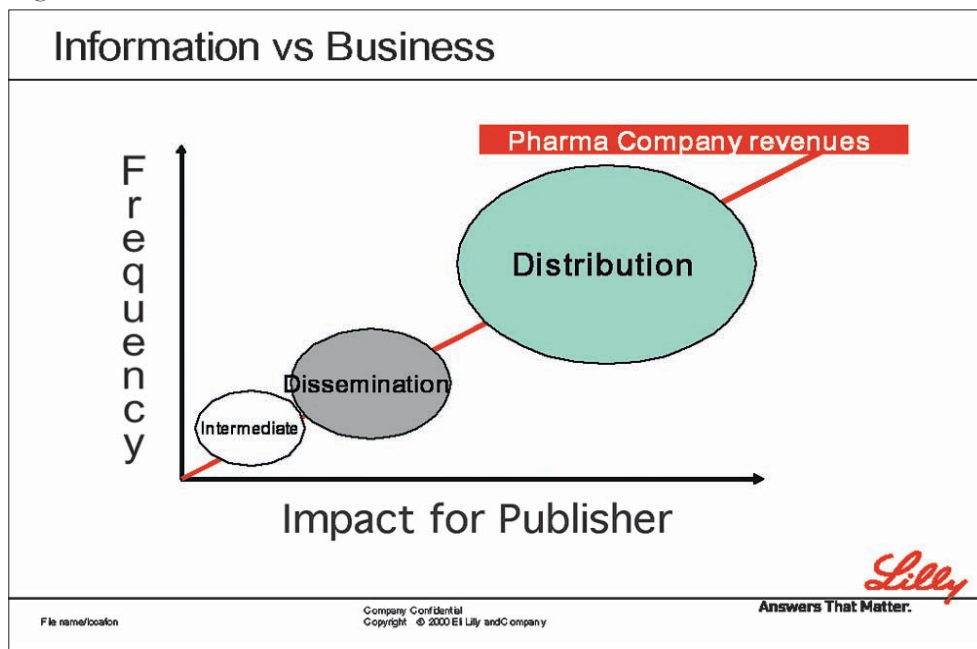 Information vs Business
Pharma Company revenues
Frequency
Distribution
Dissemination
Intermediate
Impact for Publisher
Lilly
Answers That Matter.
File name/location
Company Confidential
Copyright © 2000 Eli Lilly and Company